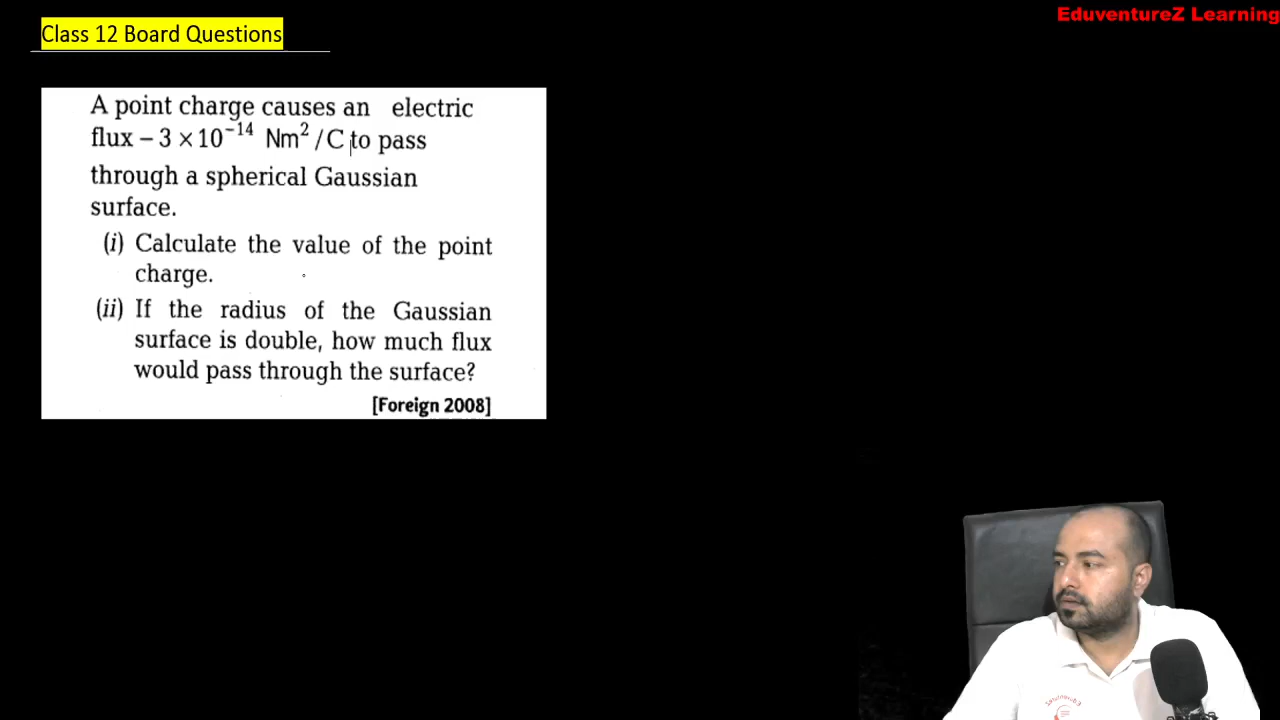 Class 12 Board Questions
EduventureZ Learning
A point charge causes an electric
flux – 3 × 10⁻¹⁴ Nm² / C to pass
through a spherical Gaussian
surface.
(i) Calculate the value of the point
charge.
(ii) If the radius of the Gaussian
surface is double, how much flux
would pass through the surface?
[Foreign 2008]